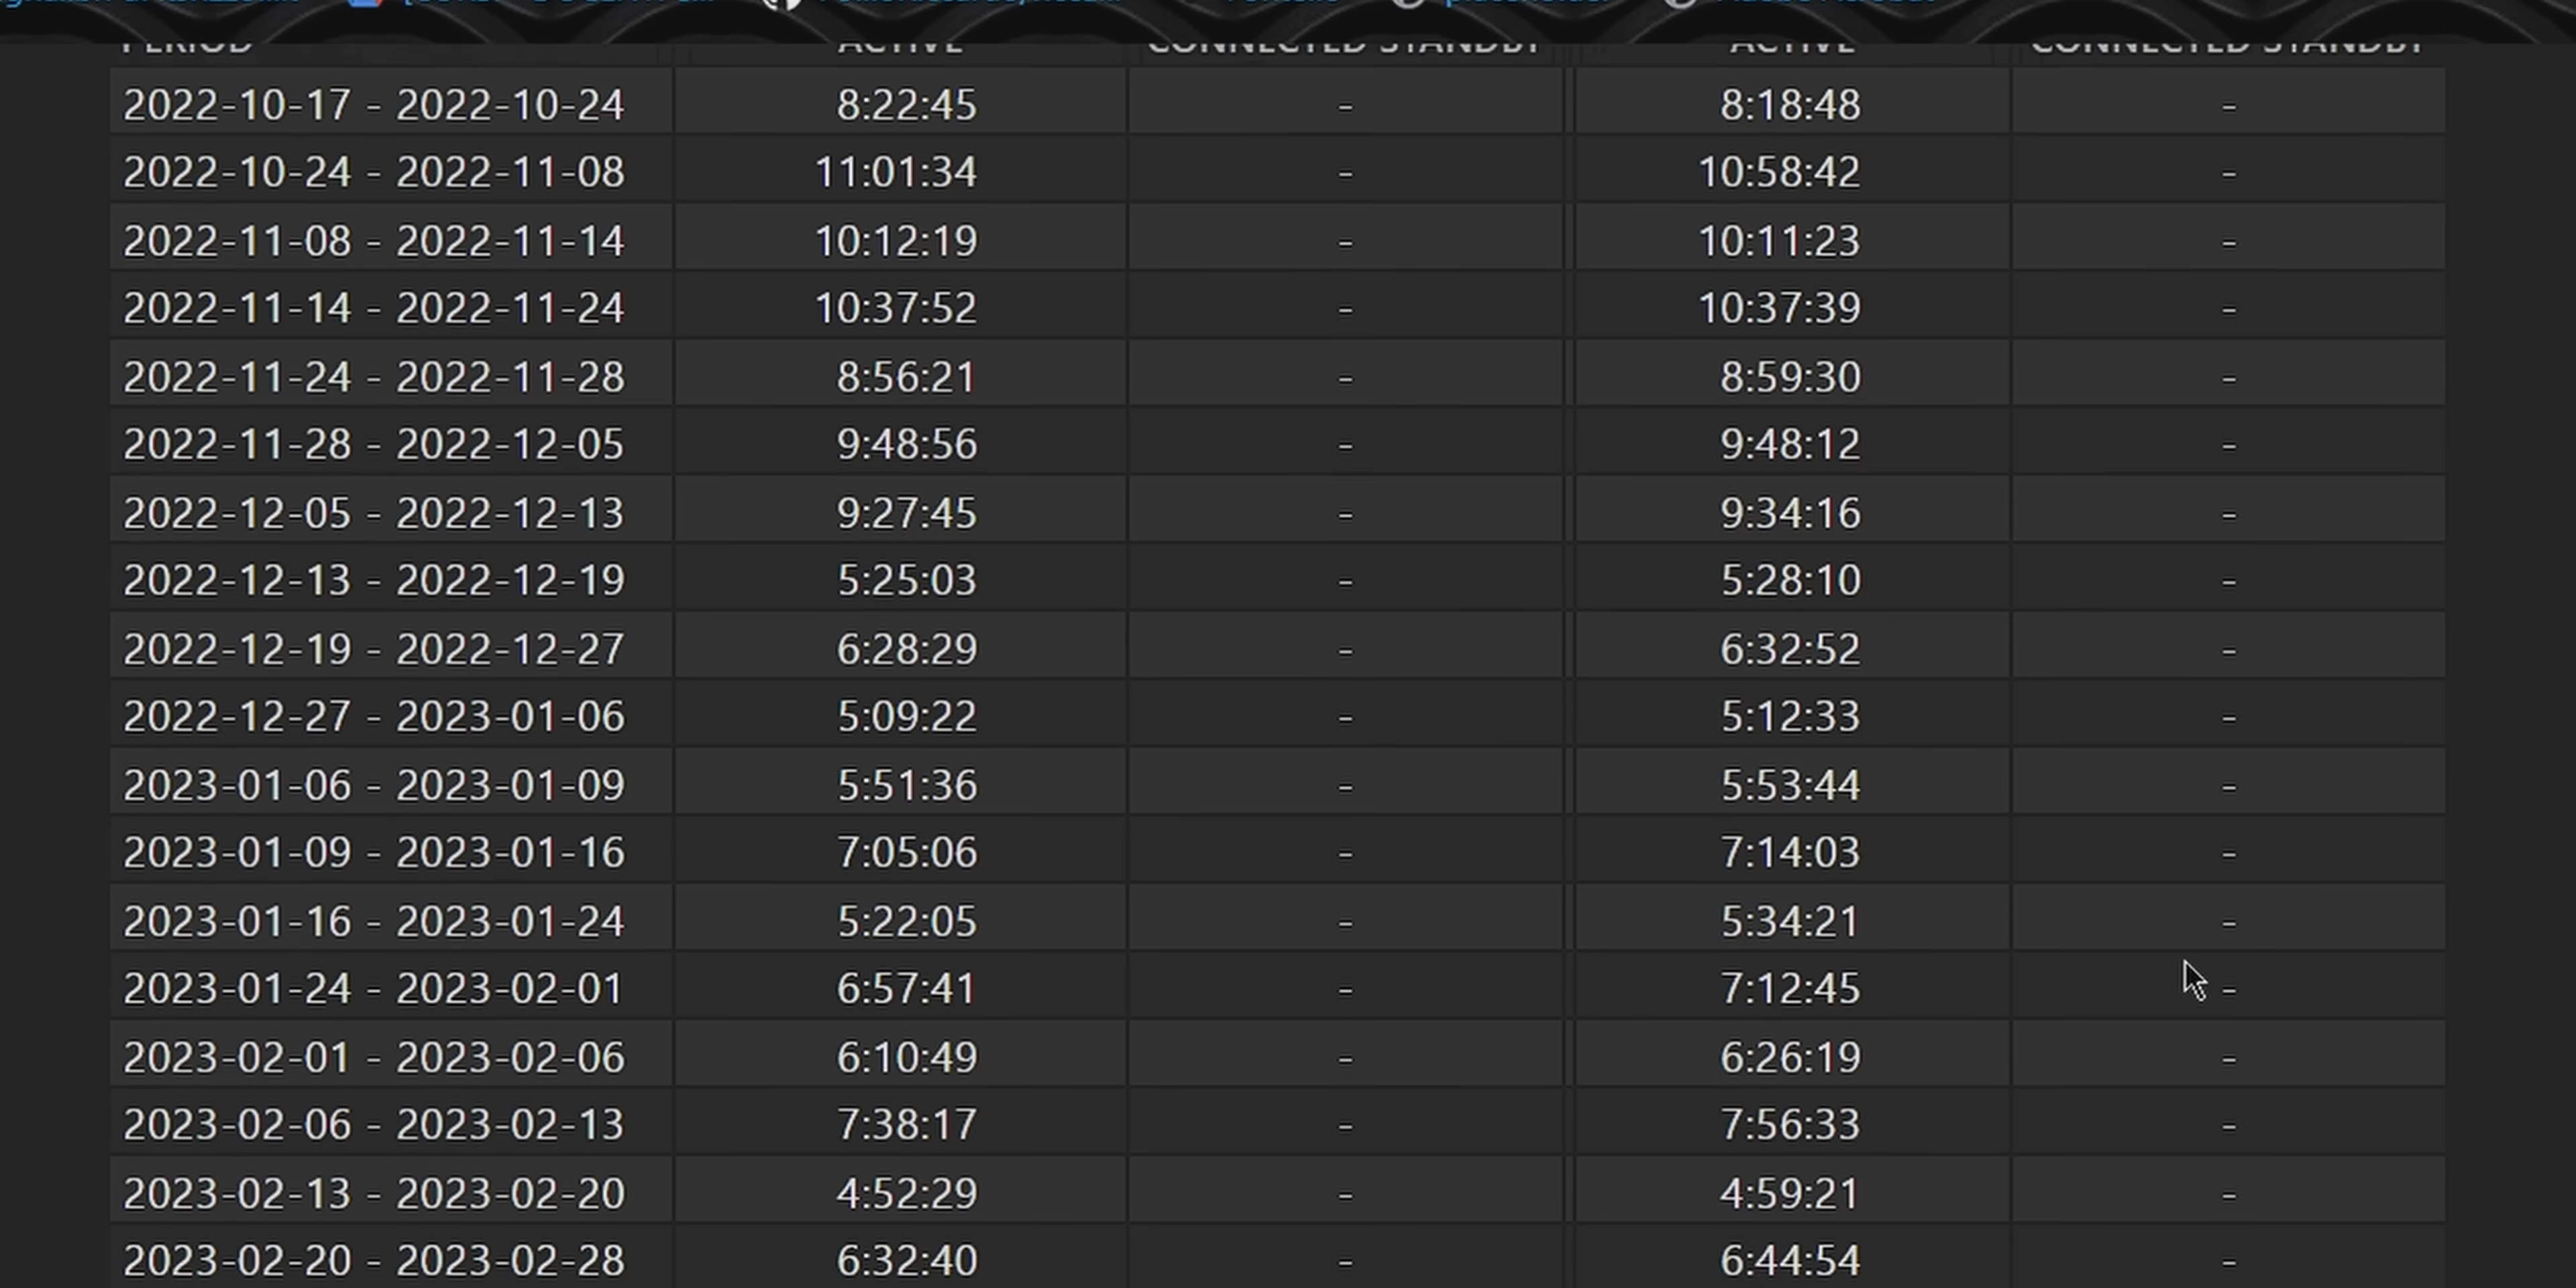 PERIOD ACTIVE CONNECTED STANDBY ACTIVE CONNECTED STANDBY
2022-10-17 - 2022-10-24 8:22:45 - 8:18:48 -
2022-10-24 - 2022-11-08 11:01:34 - 10:58:42 -
2022-11-08 - 2022-11-14 10:12:19 - 10:11:23 -
2022-11-14 - 2022-11-24 10:37:52 - 10:37:39 -
2022-11-24 - 2022-11-28 8:56:21 - 8:59:30 -
2022-11-28 - 2022-12-05 9:48:56 - 9:48:12 -
2022-12-05 - 2022-12-13 9:27:45 - 9:34:16 -
2022-12-13 - 2022-12-19 5:25:03 - 5:28:10 -
2022-12-19 - 2022-12-27 6:28:29 - 6:32:52 -
2022-12-27 - 2023-01-06 5:09:22 - 5:12:33 -
2023-01-06 - 2023-01-09 5:51:36 - 5:53:44 -
2023-01-09 - 2023-01-16 7:05:06 - 7:14:03 -
2023-01-16 - 2023-01-24 5:22:05 - 5:34:21 -
2023-01-24 - 2023-02-01 6:57:41 - 7:12:45 -
2023-02-01 - 2023-02-06 6:10:49 - 6:26:19 -
2023-02-06 - 2023-02-13 7:38:17 - 7:56:33 -
2023-02-13 - 2023-02-20 4:52:29 - 4:59:21 -
2023-02-20 - 2023-02-28 6:32:40 - 6:44:54 -